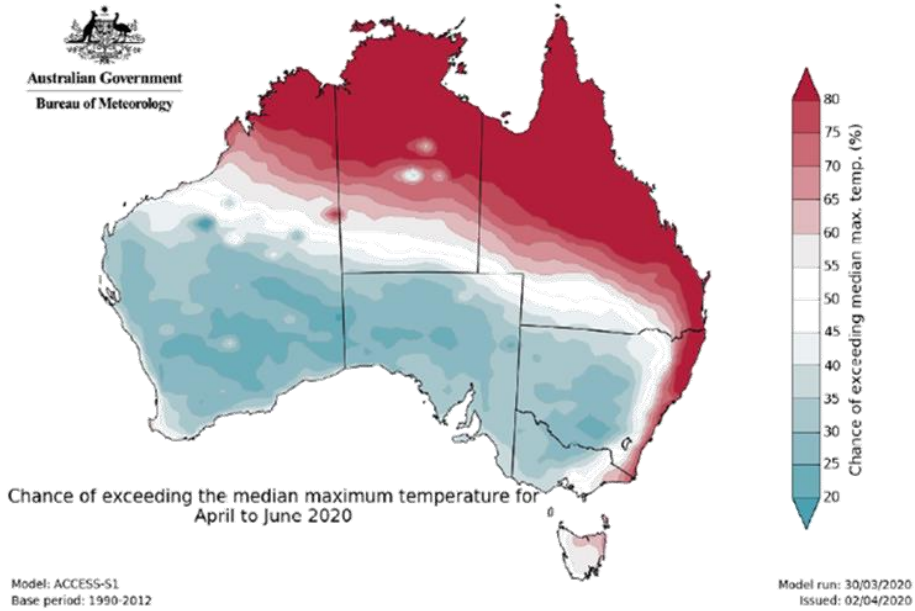 Australian Government
Bureau of Meteorology
80
75
70
65
60
55
50
45
40
35
30
25
20
Chance of exceeding median max. temp. (%)
Chance of exceeding the median maximum temperature for
April to June 2020
Model: ACCESS-S1
Base period: 1990-2012
Model run: 30/03/2020
Issued: 02/04/2020